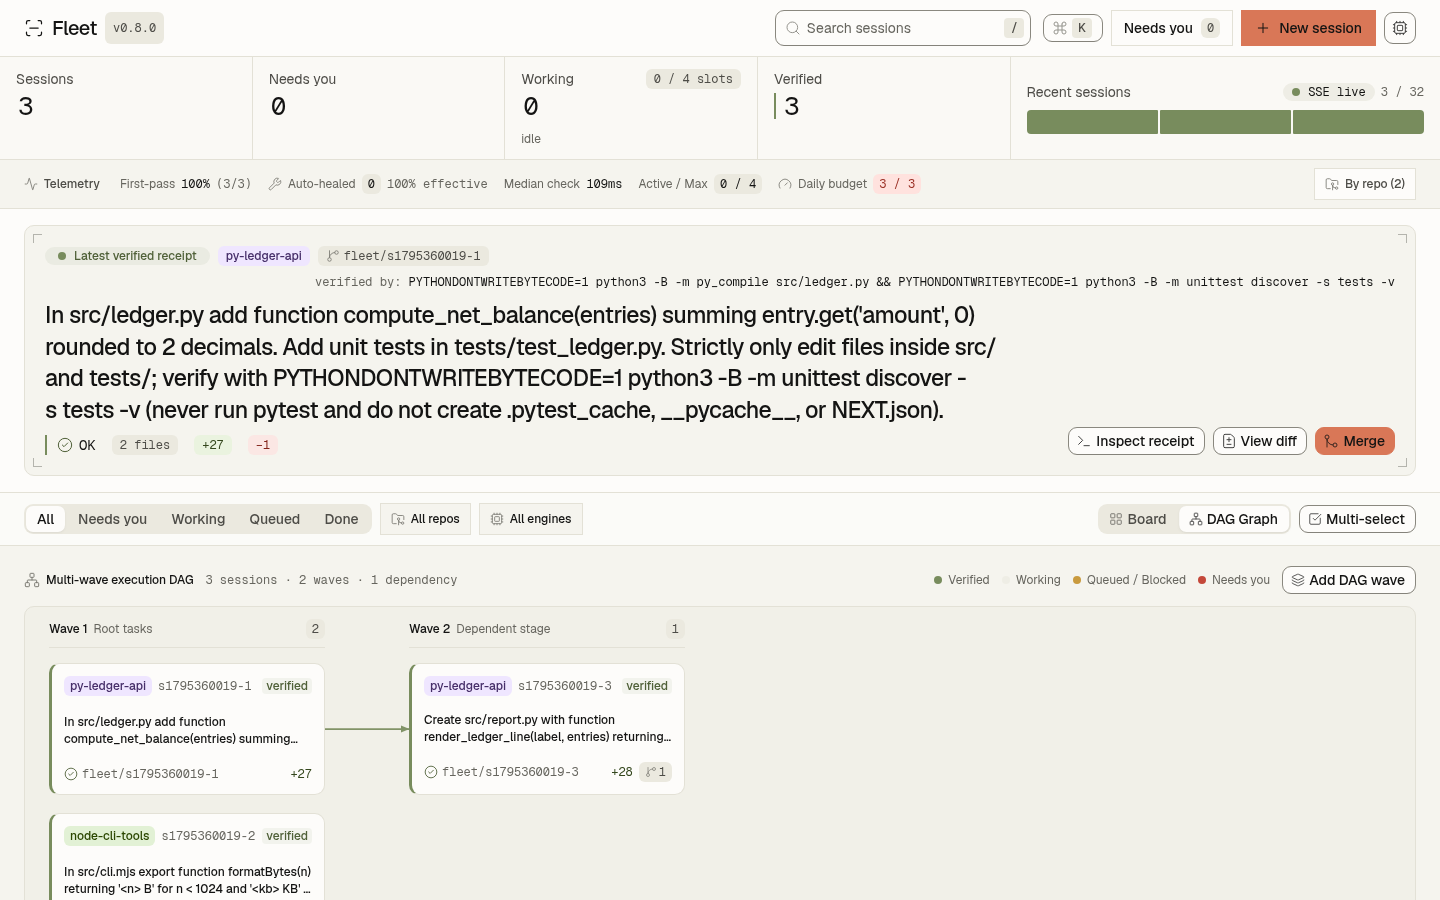 Fleet v0.8.0
Search sessions /
⌘ K
Needs you 0
+ New session
Sessions
3
Needs you
0
Working 0 / 4 slots
0
idle
Verified
3
Recent sessions SSE live 3 / 32
Telemetry First-pass 100% (3/3) Auto-healed 0 100% effective Median check 109ms Active / Max 0 / 4 Daily budget 3 / 3 By repo (2)
Latest verified receipt py-ledger-api fleet/s1795360019-1
verified by: PYTHONDONTWRITEBYTECODE=1 python3 -B -m py_compile src/ledger.py && PYTHONDONTWRITEBYTECODE=1 python3 -B -m unittest discover -s tests -v
In src/ledger.py add function compute_net_balance(entries) summing entry.get('amount', 0)
rounded to 2 decimals. Add unit tests in tests/test_ledger.py. Strictly only edit files inside src/
and tests/; verify with PYTHONDONTWRITEBYTECODE=1 python3 -B -m unittest discover -
s tests -v (never run pytest and do not create .pytest_cache, __pycache__, or NEXT.json).
OK 2 files +27 −1
Inspect receipt View diff Merge
All Needs you Working Queued Done All repos All engines
Board DAG Graph Multi-select
Multi-wave execution DAG 3 sessions · 2 waves · 1 dependency
Verified Working Queued / Blocked Needs you Add DAG wave
Wave 1 Root tasks 2
py-ledger-api s1795360019-1 verified
In src/ledger.py add function
compute_net_balance(entries) summing…
fleet/s1795360019-1 +27
node-cli-tools s1795360019-2 verified
In src/cli.mjs export function formatBytes(n)
returning '<n> B' for n < 1024 and '<kb> KB' …
Wave 2 Dependent stage 1
py-ledger-api s1795360019-3 verified
Create src/report.py with function
render_ledger_line(label, entries) returning…
fleet/s1795360019-3 +28 1